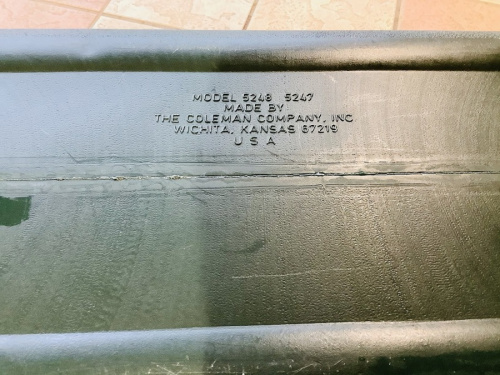 MODEL 5248 5247
MADE BY
THE COLEMAN COMPANY, INC
WICHITA, KANSAS 67219
U S A